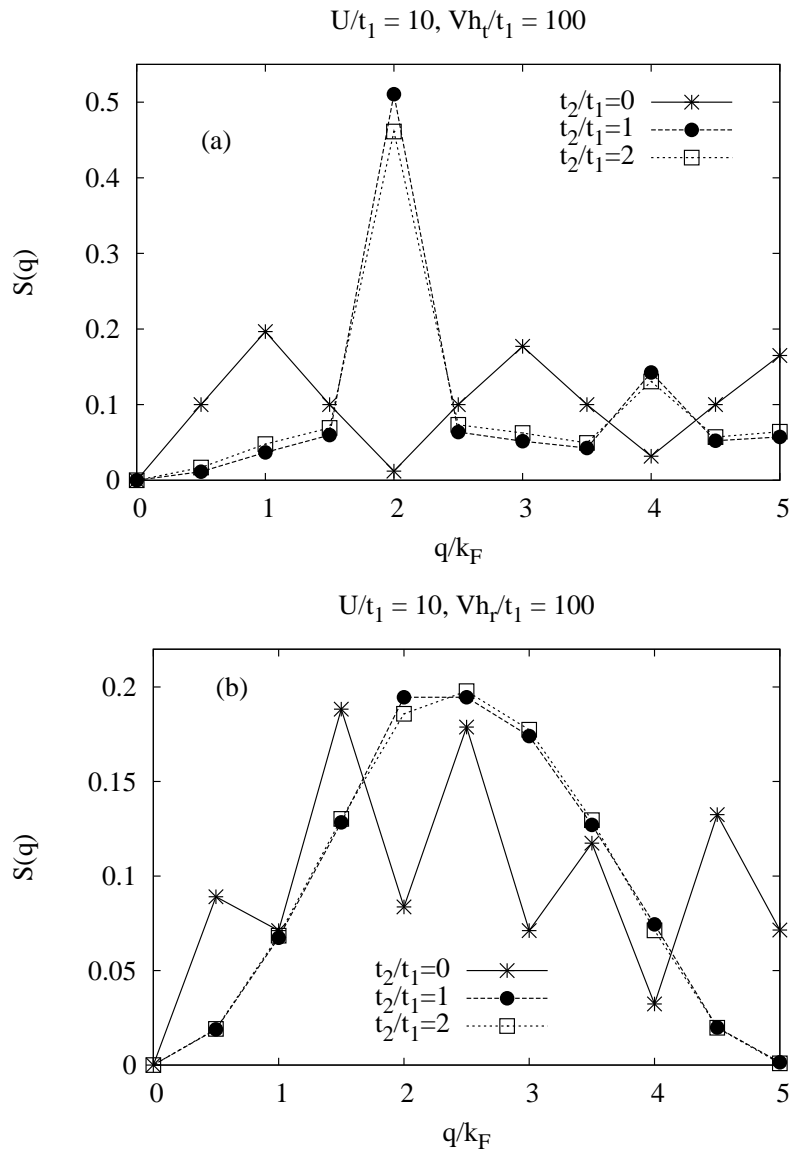 U/t₁ = 10, Vhₜ/t₁ = 100
(a)
t₂/t₁=0
t₂/t₁=1
t₂/t₁=2
0.5
0.4
0.3
0.2
0.1
0
S(q)
0 1 2 3 4 5
q/k_F
U/t₁ = 10, Vhᵣ/t₁ = 100
(b)
0.2
0.15
0.1
0.05
0
S(q)
t₂/t₁=0
t₂/t₁=1
t₂/t₁=2
0 1 2 3 4 5
q/k_F